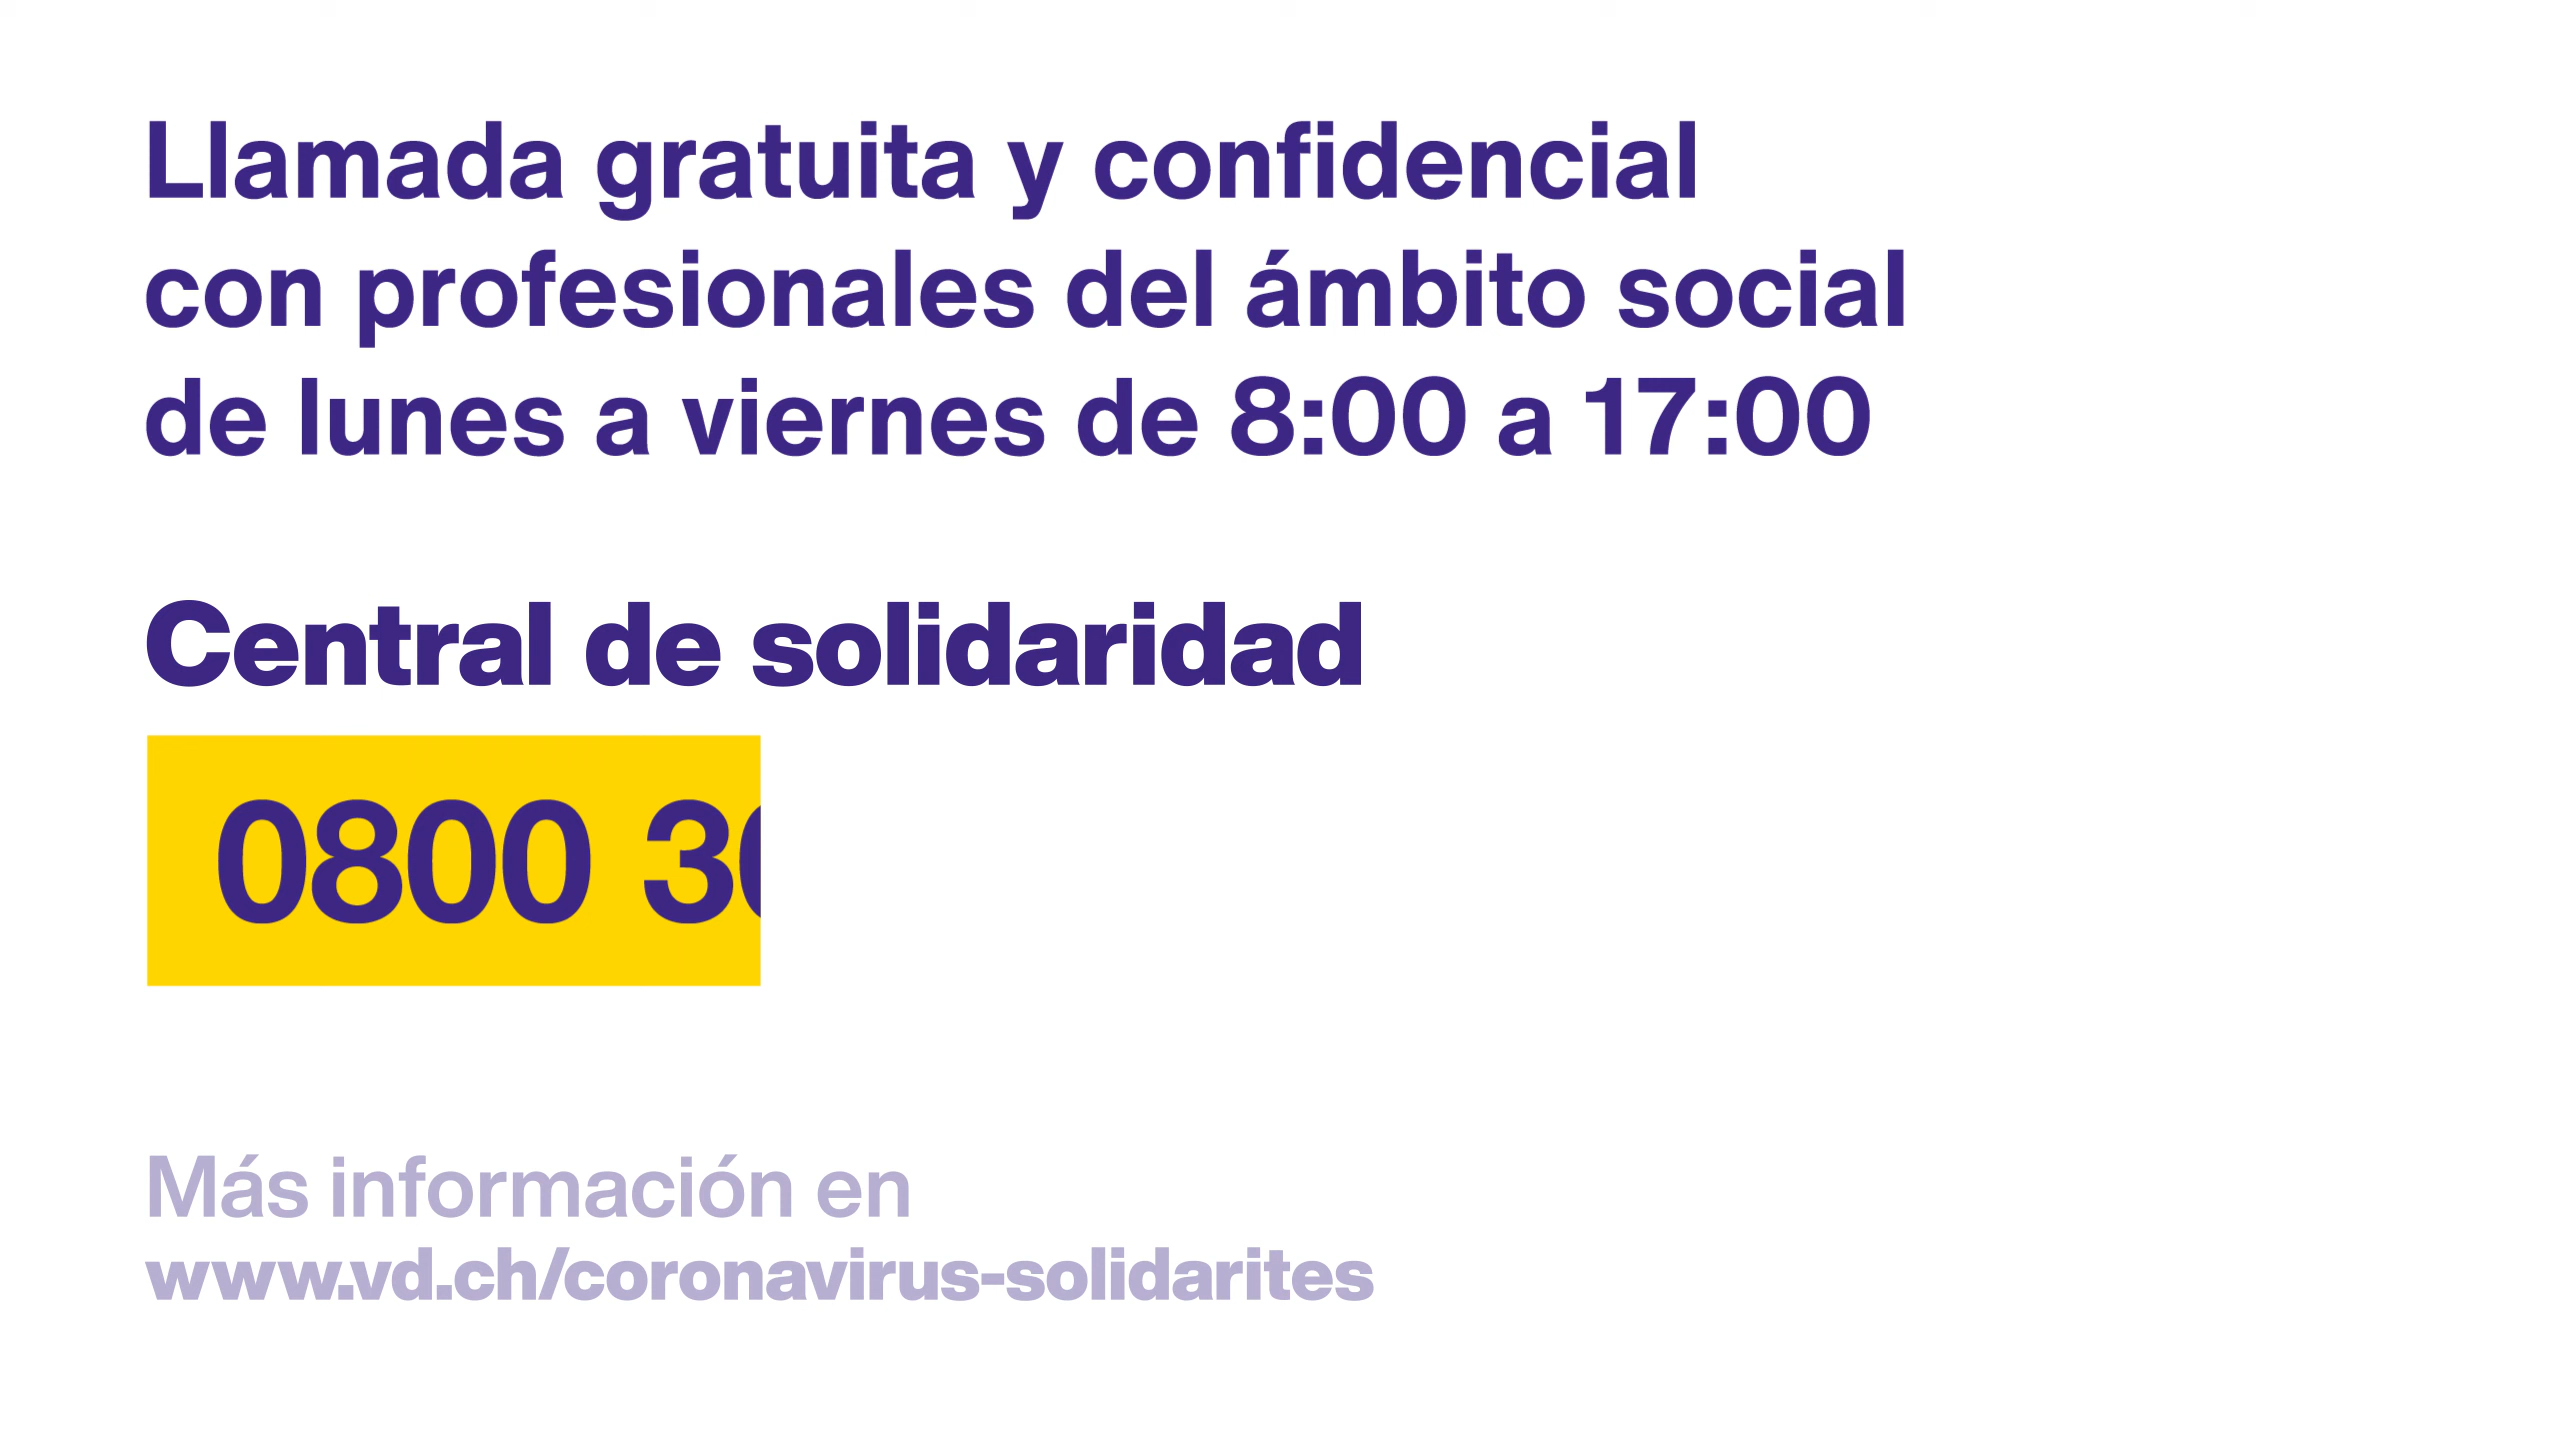 Llamada gratuita y confidencial
con profesionales del ámbito social
de lunes a viernes de 8:00 a 17:00
Central de solidaridad
0800
Más información en
www.vd.ch/coronavirus-solidarites